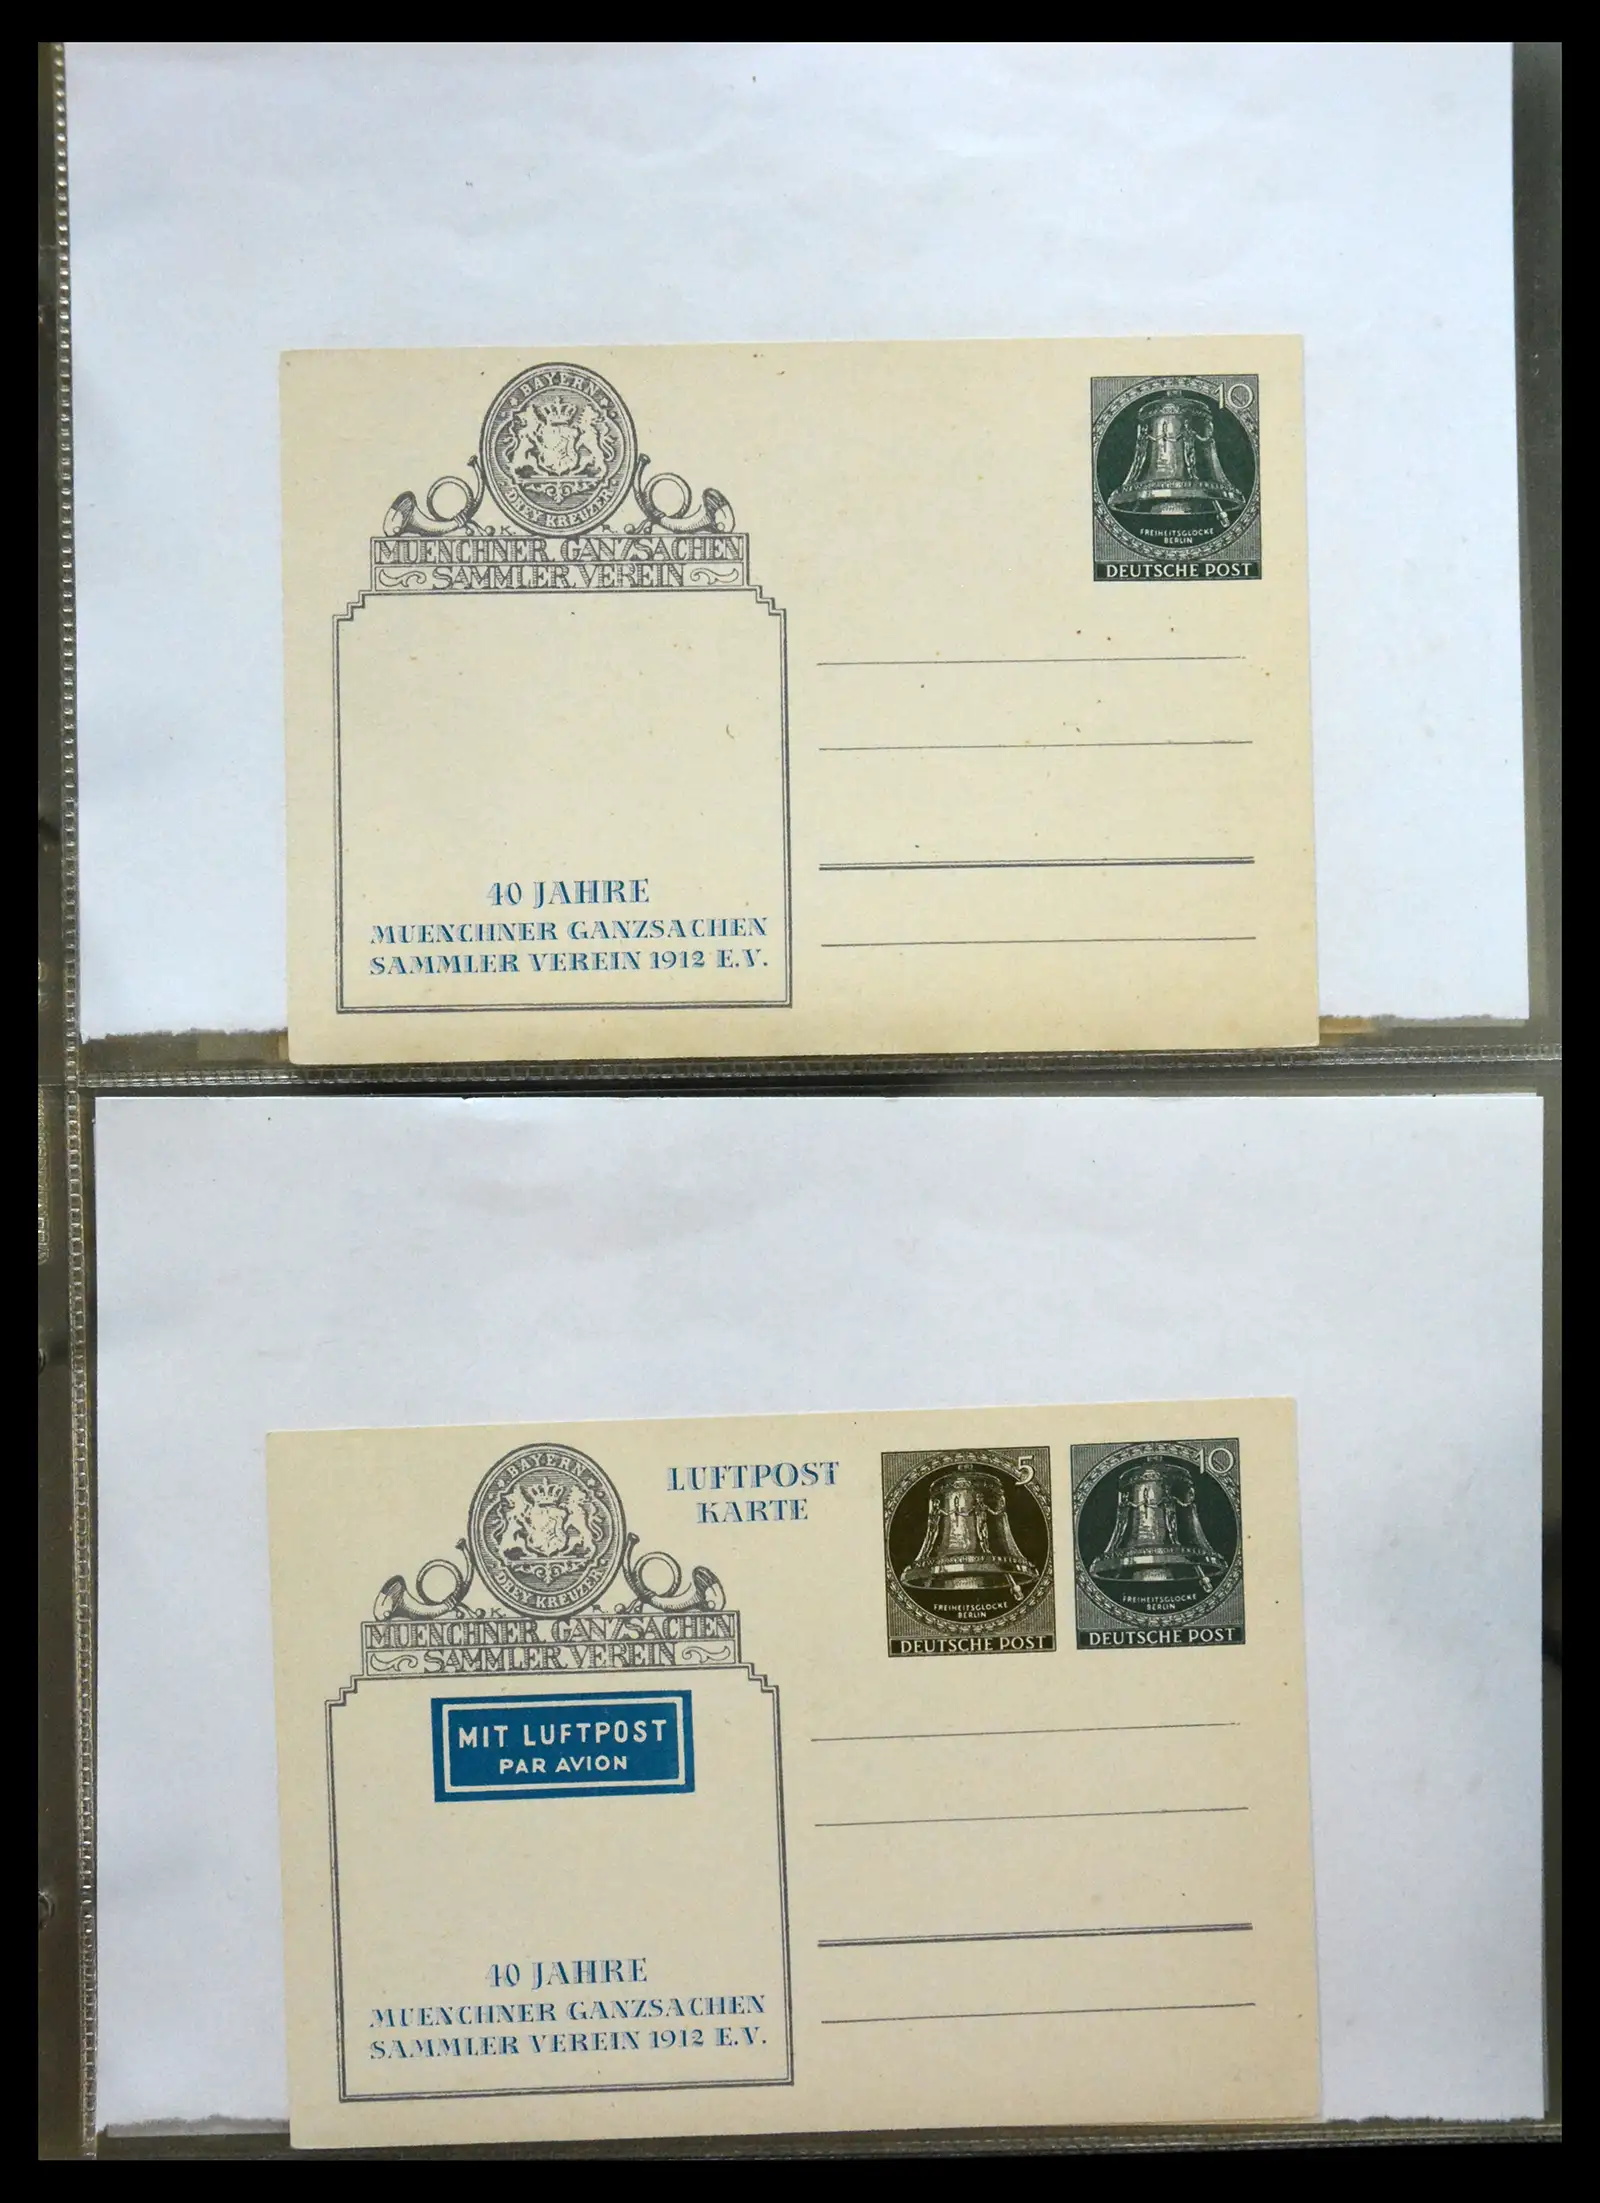 BAYERN
DREY KREUZER
K. R.
MUENCHNER GANZSACHEN
SAMMLER VEREIN
10
FREIHEITSGLOCKE
BERLIN
DEUTSCHE POST
40 JAHRE
MUENCHNER GANZSACHEN
SAMMLER VEREIN 1912 E.V.
BAYERN
DREY KREUZER
K. R.
MUENCHNER GANZSACHEN
SAMMLER VEREIN
LUFTPOST
KARTE
5
FREIHEITSGLOCKE
BERLIN
DEUTSCHE POST
10
FREIHEITSGLOCKE
BERLIN
DEUTSCHE POST
MIT LUFTPOST
PAR AVION
40 JAHRE
MUENCHNER GANZSACHEN
SAMMLER VEREIN 1912 E.V.